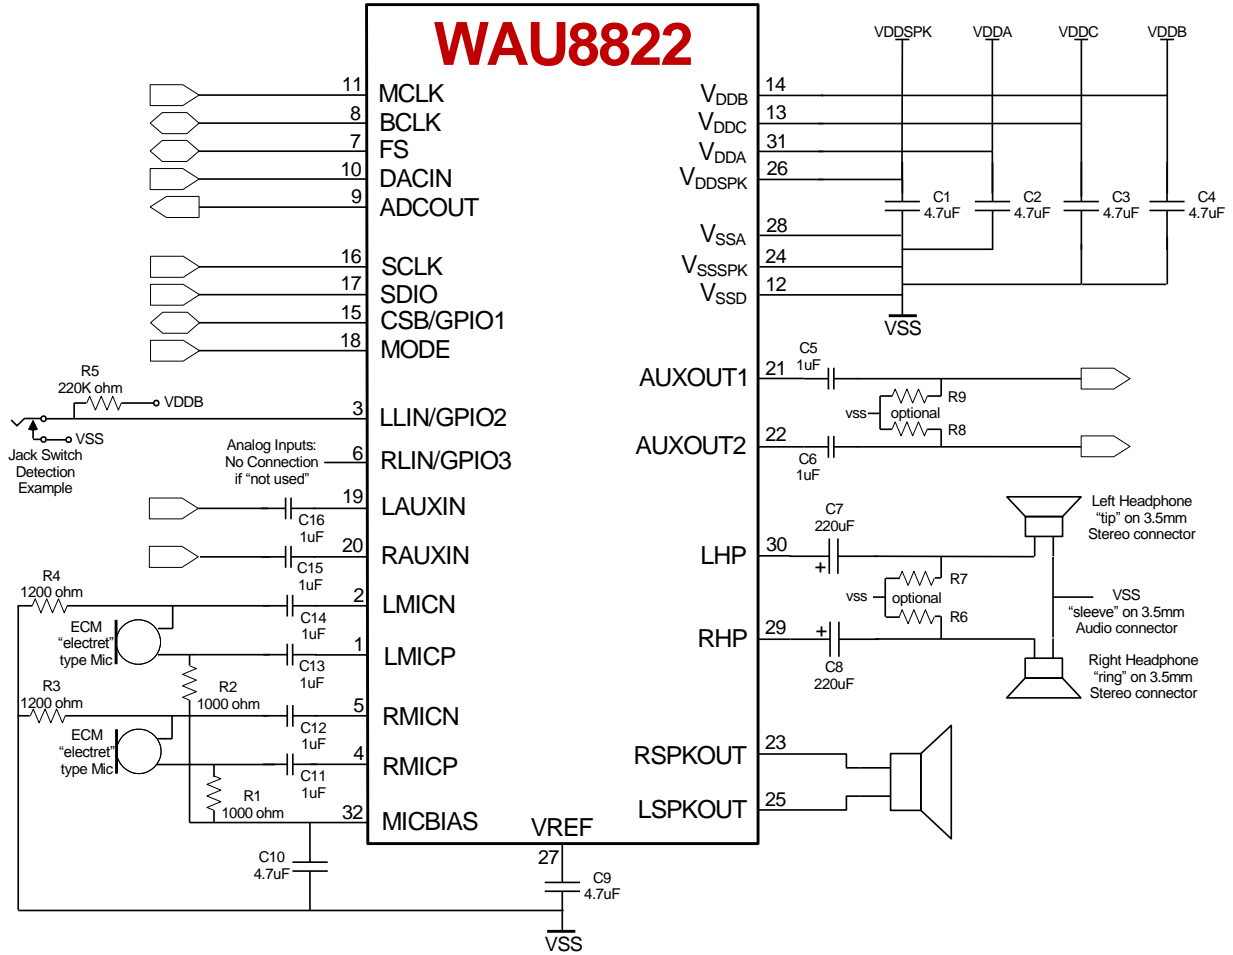 WAU8822
VDDSPK
VDDA
VDDC
VDDB
11
MCLK
8
BCLK
7
FS
10
DACIN
9
ADCOUT
16
SCLK
17
SDIO
15
CSB/GPIO1
18
MODE
R5
220K ohm
VDDB
3
LLIN/GPIO2
VSS
Jack Switch
Detection
Example
Analog Inputs:
No Connection
if “not used”
6
RLIN/GPIO3
19
LAUXIN
C16
1uF
20
RAUXIN
C15
1uF
R4
1200 ohm
2
LMICN
C14
1uF
ECM
“electret”
type Mic
1
LMICP
C13
1uF
R3
1200 ohm
R2
1000 ohm
5
RMICN
C12
1uF
ECM
“electret”
type Mic
4
RMICP
C11
1uF
R1
1000 ohm
32
MICBIAS
C10
4.7uF
VREF
27
C9
4.7uF
VSS
VDDB
14
VDDC
13
VDDA
31
VDDSPK
26
C1
4.7uF
C2
4.7uF
C3
4.7uF
C4
4.7uF
VSSA
28
VSSSPK
24
VSSD
12
VSS
AUXOUT1
21
C5
1uF
R9
vss
optional
R8
AUXOUT2
22
C6
1uF
LHP
30
C7
220uF
+
R7
vss
optional
R6
RHP
29
+
C8
220uF
Left Headphone
“tip” on 3.5mm
Stereo connector
VSS
“sleeve” on 3.5mm
Audio connector
Right Headphone
“ring” on 3.5mm
Stereo connector
RSPKOUT
23
LSPKOUT
25